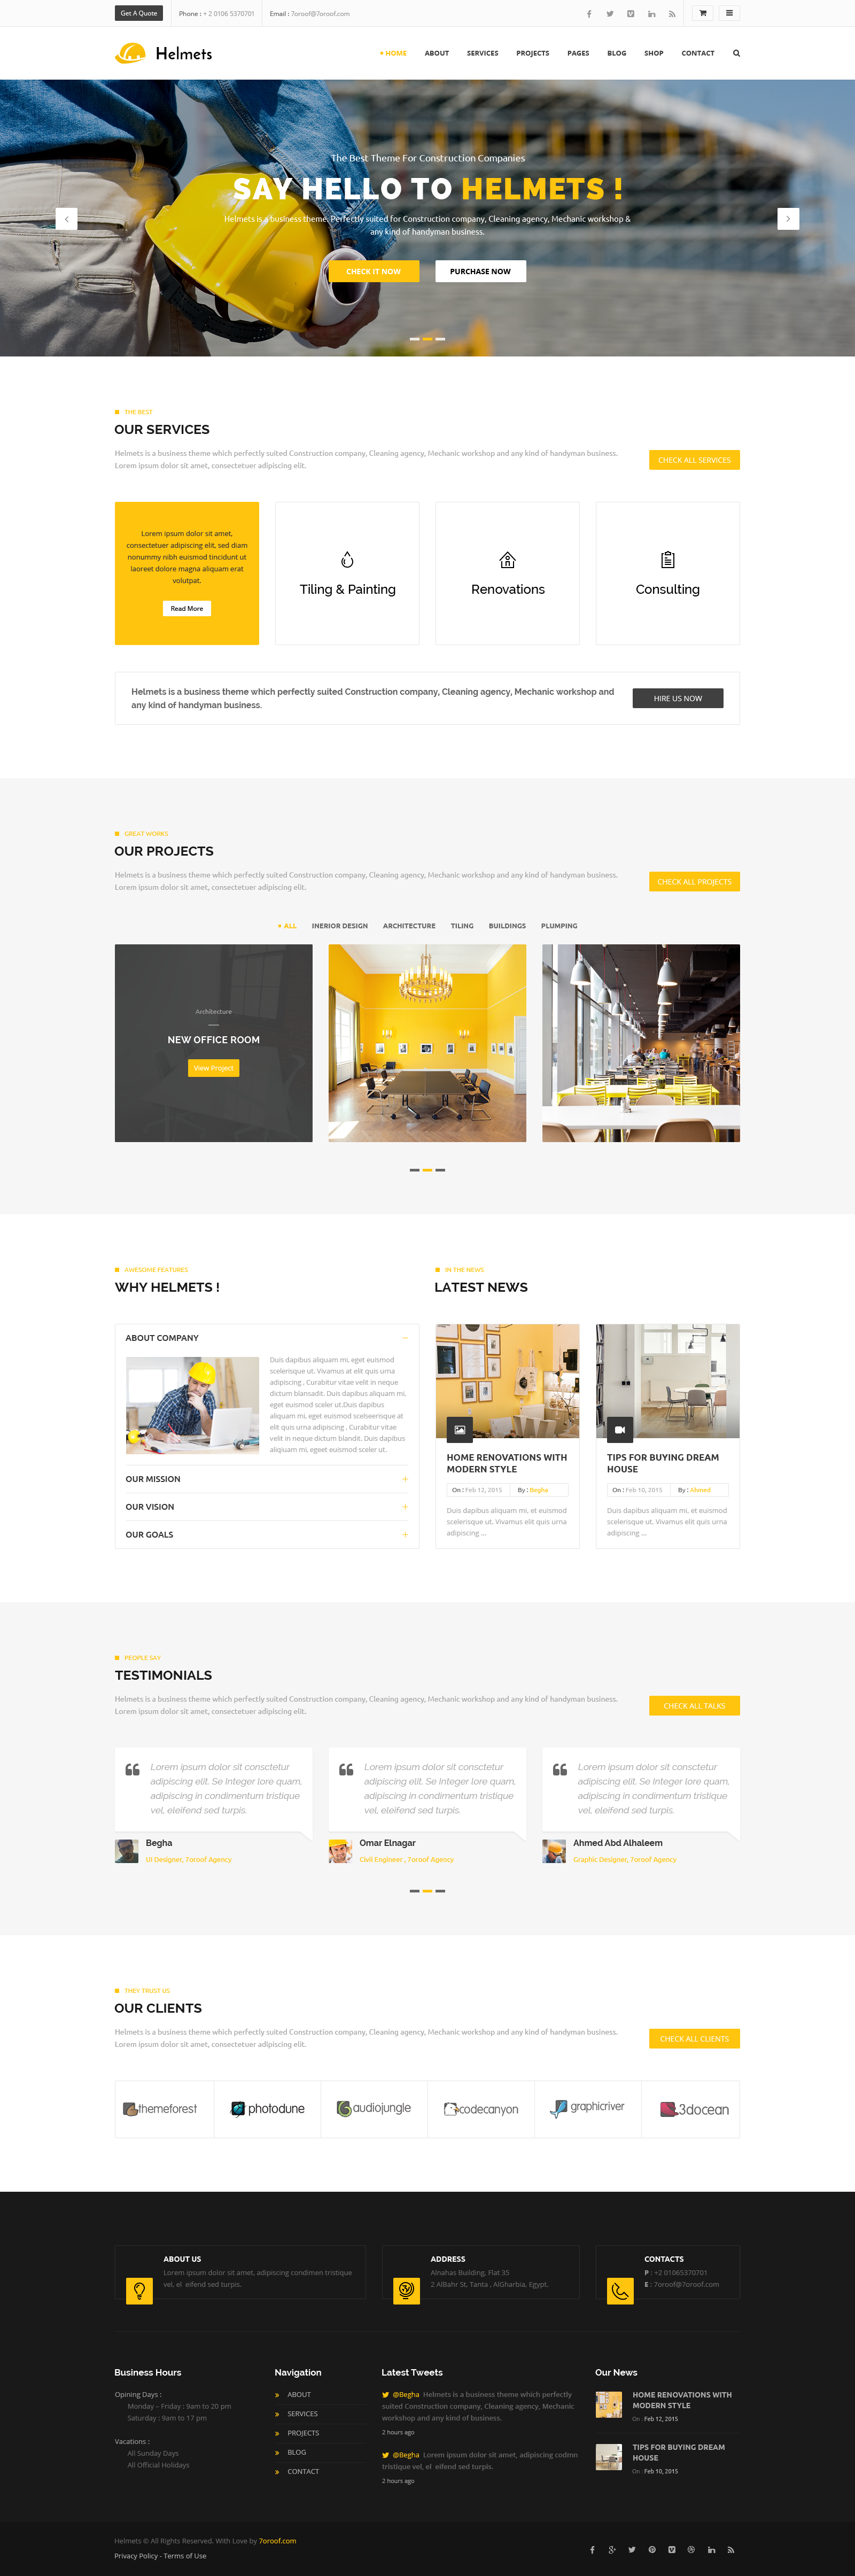 Get A Quote
Phone : + 2 0106 5370701
Email : 7oroof@7oroof.com
Helmets
HOME ABOUT SERVICES PROJECTS PAGES BLOG SHOP CONTACT
The Best Theme For Construction Companies
SAY HELLO TO HELMETS !
Helmets is a business theme. Perfectly suited for Construction company, Cleaning agency, Mechanic workshop &
any kind of handyman business.
CHECK IT NOW
PURCHASE NOW
THE BEST
OUR SERVICES
Helmets is a business theme which perfectly suited Construction company, Cleaning agency, Mechanic workshop and any kind of handyman business.
Lorem ipsum dolor sit amet, consectetuer adipiscing elit.
CHECK ALL SERVICES
Lorem ipsum dolor sit amet,
consectetuer adipiscing elit, sed diam
nonummy nibh euismod tincidunt ut
laoreet dolore magna aliquam erat
volutpat.
Read More
Tiling & Painting
Renovations
Consulting
Helmets is a business theme which perfectly suited Construction company, Cleaning agency, Mechanic workshop and
any kind of handyman business.
HIRE US NOW
GREAT WORKS
OUR PROJECTS
Helmets is a business theme which perfectly suited Construction company, Cleaning agency, Mechanic workshop and any kind of handyman business.
Lorem ipsum dolor sit amet, consectetuer adipiscing elit.
CHECK ALL PROJECTS
ALL INERIOR DESIGN ARCHITECTURE TILING BUILDINGS PLUMPING
Architecture
NEW OFFICE ROOM
View Project
AWESOME FEATURES
WHY HELMETS !
ABOUT COMPANY
Duis dapibus aliquam mi, eget euismod
scelerisque ut. Vivamus at elit quis urna
adipiscing , Curabitur vitae velit in neque
dictum blansadit. Duis dapibus aliquam mi,
eget euismod sceler ut.Duis dapibus
aliquam mi, eget euismod scelseerisque at
elit quis urna adipiscing , Curabitur vitae
velit in neque dictum blandit. Duis dapibus
aliqiuam mi, egeet euismod sceler ut.
OUR MISSION
OUR VISION
OUR GOALS
IN THE NEWS
LATEST NEWS
HOME RENOVATIONS WITH
MODERN STYLE
On : Feb 12, 2015
By : Begha
Duis dapibus aliquam mi, et euismod
scelerisque ut. Vivamus elit quis urna
adipiscing ...
TIPS FOR BUYING DREAM
HOUSE
On : Feb 10, 2015
By : Ahmed
Duis dapibus aliquam mi, et euismod
scelerisque ut. Vivamus elit quis urna
adipiscing ...
PEOPLE SAY
TESTIMONIALS
Helmets is a business theme which perfectly suited Construction company, Cleaning agency, Mechanic workshop and any kind of handyman business.
Lorem ipsum dolor sit amet, consectetuer adipiscing elit.
CHECK ALL TALKS
Lorem ipsum dolor sit consctetur
adipiscing elit. Se Integer lore quam,
adipiscing in condimentum tristique
vel, eleifend sed turpis.
Begha
UI Designer, 7oroof Agency
Lorem ipsum dolor sit consctetur
adipiscing elit. Se Integer lore quam,
adipiscing in condimentum tristique
vel, eleifend sed turpis.
Omar Elnagar
Civil Engineer , 7oroof Agency
Lorem ipsum dolor sit consctetur
adipiscing elit. Se Integer lore quam,
adipiscing in condimentum tristique
vel, eleifend sed turpis.
Ahmed Abd Alhaleem
Graphic Designer, 7oroof Agency
THEY TRUST US
OUR CLIENTS
Helmets is a business theme which perfectly suited Construction company, Cleaning agency, Mechanic workshop and any kind of handyman business.
Lorem ipsum dolor sit amet, consectetuer adipiscing elit.
CHECK ALL CLIENTS
themeforest
photodune
audiojungle
codecanyon
graphicriver
3docean
ABOUT US
Lorem ipsum dolor sit amet, adipiscing condimen tristique
vel, el eifend sed turpis.
ADDRESS
Alnahas Building, Flat 35
2 AlBahr St, Tanta , AlGharbia, Egypt.
CONTACTS
P : +2 01065370701
E : 7oroof@7oroof.com
Business Hours
Opining Days :
Monday – Friday : 9am to 20 pm
Saturday : 9am to 17 pm
Vacations :
All Sunday Days
All Official Holidays
Navigation
ABOUT
SERVICES
PROJECTS
BLOG
CONTACT
Latest Tweets
@Begha Helmets is a business theme which perfectly
suited Construction company, Cleaning agency, Mechanic
workshop and any kind of business.
2 hours ago
@Begha Lorem ipsum dolor sit amet, adipiscing codmn
tristique vel, el eifend sed turpis.
2 hours ago
Our News
HOME RENOVATIONS WITH
MODERN STYLE
On : Feb 12, 2015
TIPS FOR BUYING DREAM
HOUSE
On : Feb 10, 2015
Helmets © All Rights Reserved. With Love by 7oroof.com
Privacy Policy - Terms of Use